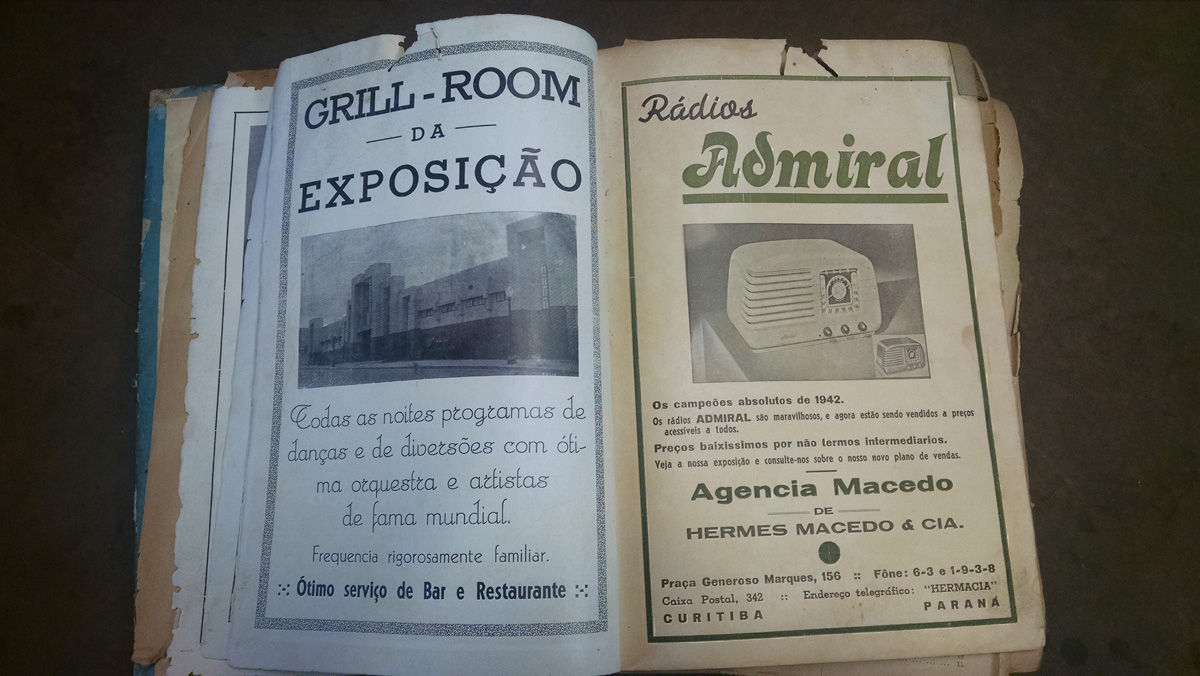 GRILL-ROOM
DA
EXPOSIÇÃO
Todas as noites programas de
danças e de diversões com óti-
ma orquestra e artistas
de fama mundial.
Frequencia rigorosamente familiar.
:-: Ótimo serviço de Bar e Restaurante :-:
Rádios
Admirál
Os campeões absolutos de 1942.
Os rádios ADMIRAL são maravilhosos, e agora estão sendo vendidos a preços
acessiveis a todos.
Preços baixissimos por não termos intermediarios.
Veja a nossa exposição e consulte-nos sobre o nosso novo plano de vendas.
Agencia Macedo
DE
HERMES MACEDO & CIA.
Praça Generoso Marques, 156 :: Fône: 6-3 e 1-9-3-8
Caixa Postal, 342 :: Endereço telegráfico: "HERMACIA"
CURITIBA PARANÁ